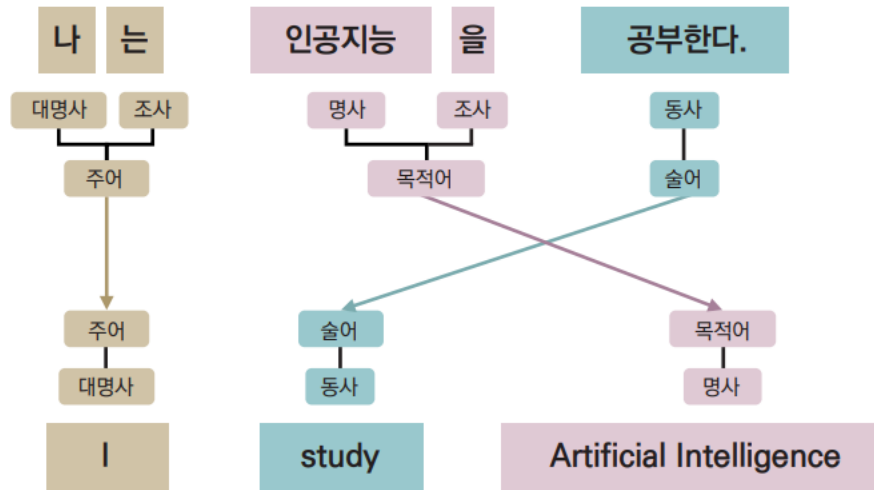 나 는 인공지능 을 공부한다.
대명사 조사 명사 조사 동사
주어 목적어 술어
주어 술어 목적어
대명사 동사 명사
I study Artificial Intelligence